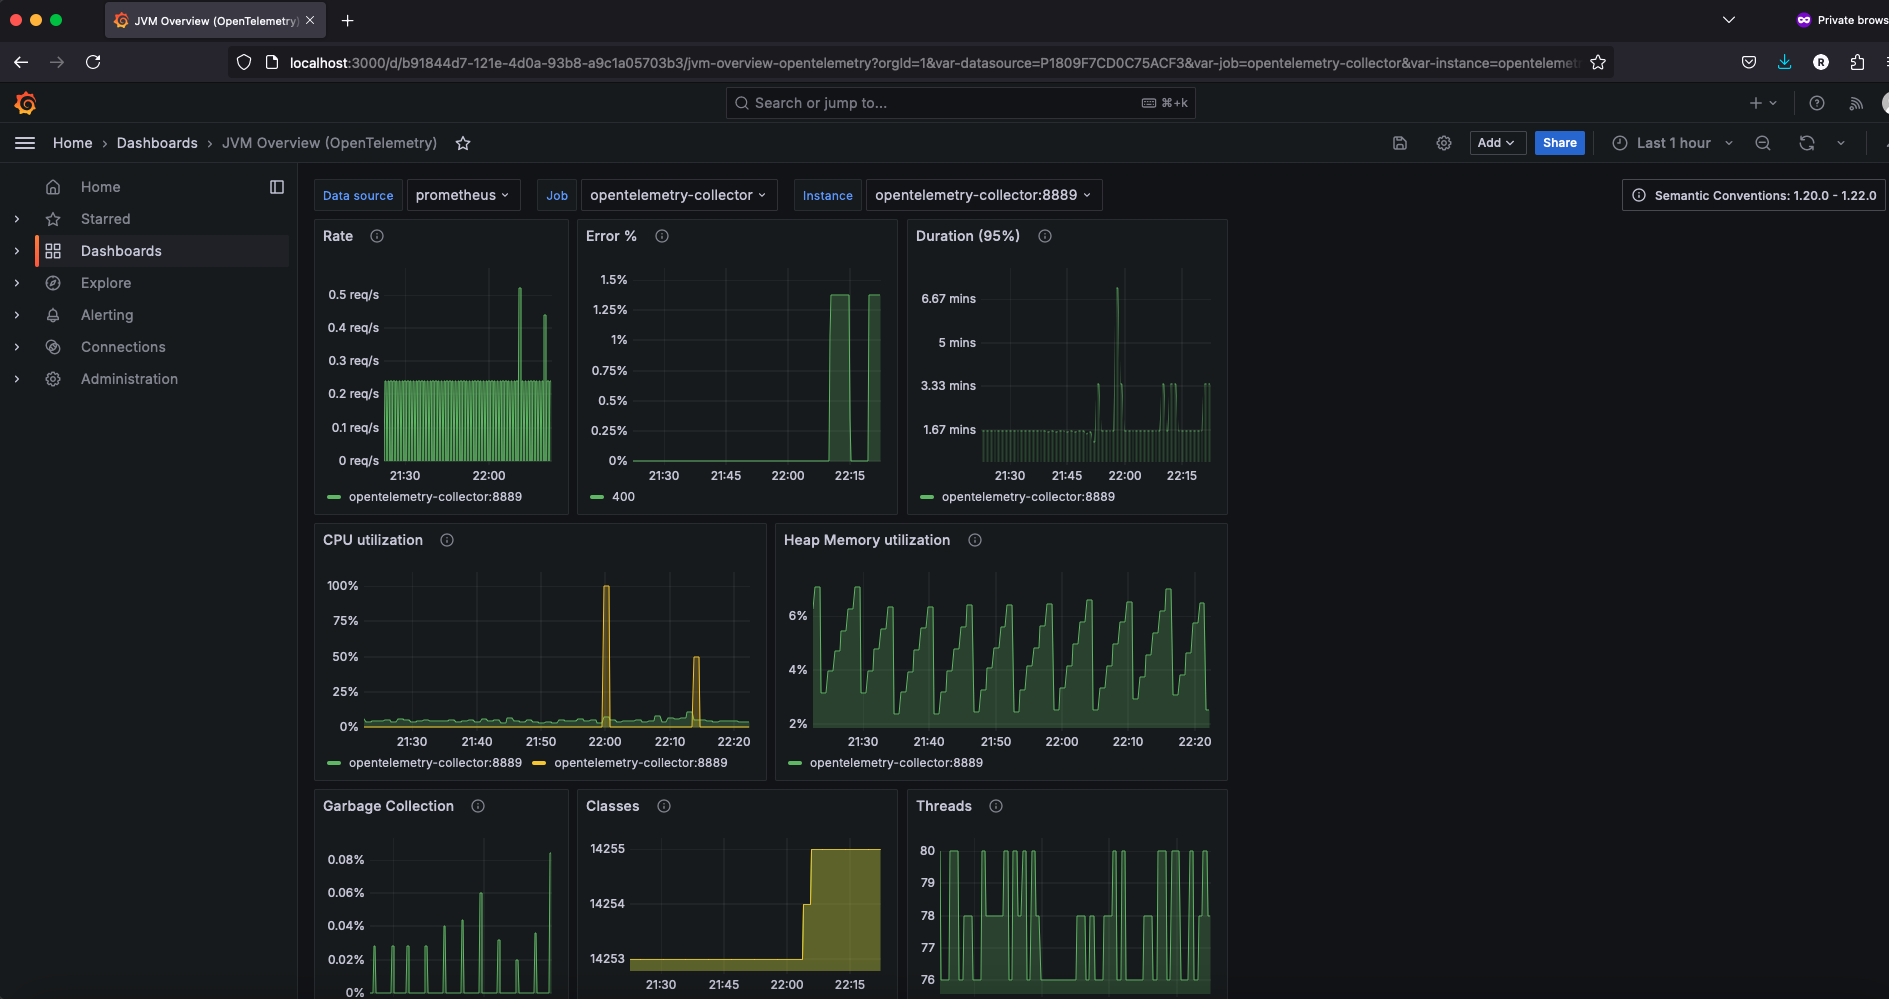 JVM Overview (OpenTelemetry)
Private brows
localhost:3000/d/b91844d7-121e-4d0a-93b8-a9c1a05703b3/jvm-overview-opentelemetry?orgId=1&var-datasource=P1809F7CD0C75ACF3&var-job=opentelemetry-collector&var-instance=opentelemetr
R
Search or jump to...
⌘+k
Home › Dashboards › JVM Overview (OpenTelemetry)
Add
Share
Last 1 hour
Home
Starred
Dashboards
Explore
Alerting
Connections
Administration
Data source prometheus Job opentelemetry-collector Instance opentelemetry-collector:8889
Semantic Conventions: 1.20.0 - 1.22.0
Rate
0.5 req/s
0.4 req/s
0.3 req/s
0.2 req/s
0.1 req/s
0 req/s
21:30 22:00
opentelemetry-collector:8889
Error %
1.5%
1.25%
1%
0.75%
0.5%
0.25%
0%
21:30 21:45 22:00 22:15
400
Duration (95%)
6.67 mins
5 mins
3.33 mins
1.67 mins
21:30 21:45 22:00 22:15
opentelemetry-collector:8889
CPU utilization
100%
75%
50%
25%
0%
21:30 21:40 21:50 22:00 22:10 22:20
opentelemetry-collector:8889 opentelemetry-collector:8889
Heap Memory utilization
6%
4%
2%
21:30 21:40 21:50 22:00 22:10 22:20
opentelemetry-collector:8889
Garbage Collection
0.08%
0.06%
0.04%
0.02%
0%
Classes
14255
14254
14253
21:30 21:45 22:00 22:15
Threads
80
79
78
77
76